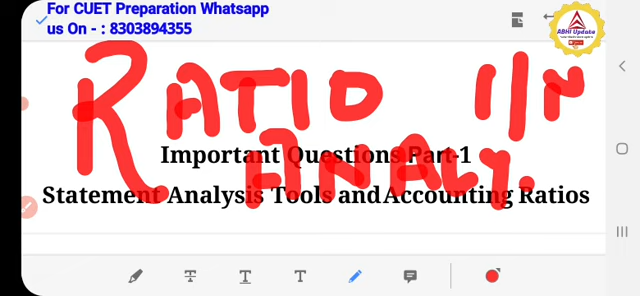 For CUET Preparation Whatsapp
us On - : 8303894355
ABHI Update
RATIO
ANALY.
Important Questions Part-1
Statement Analysis Tools and Accounting Ratios
T T T